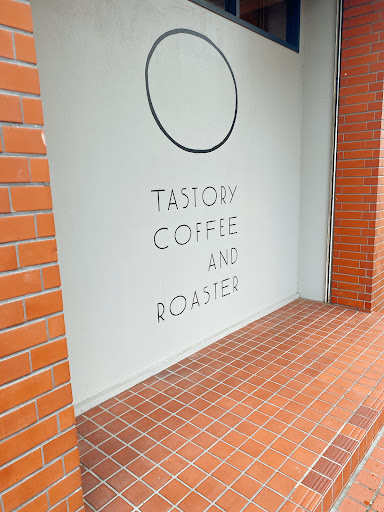 TASTORY
COFFEE
AND
ROASTER